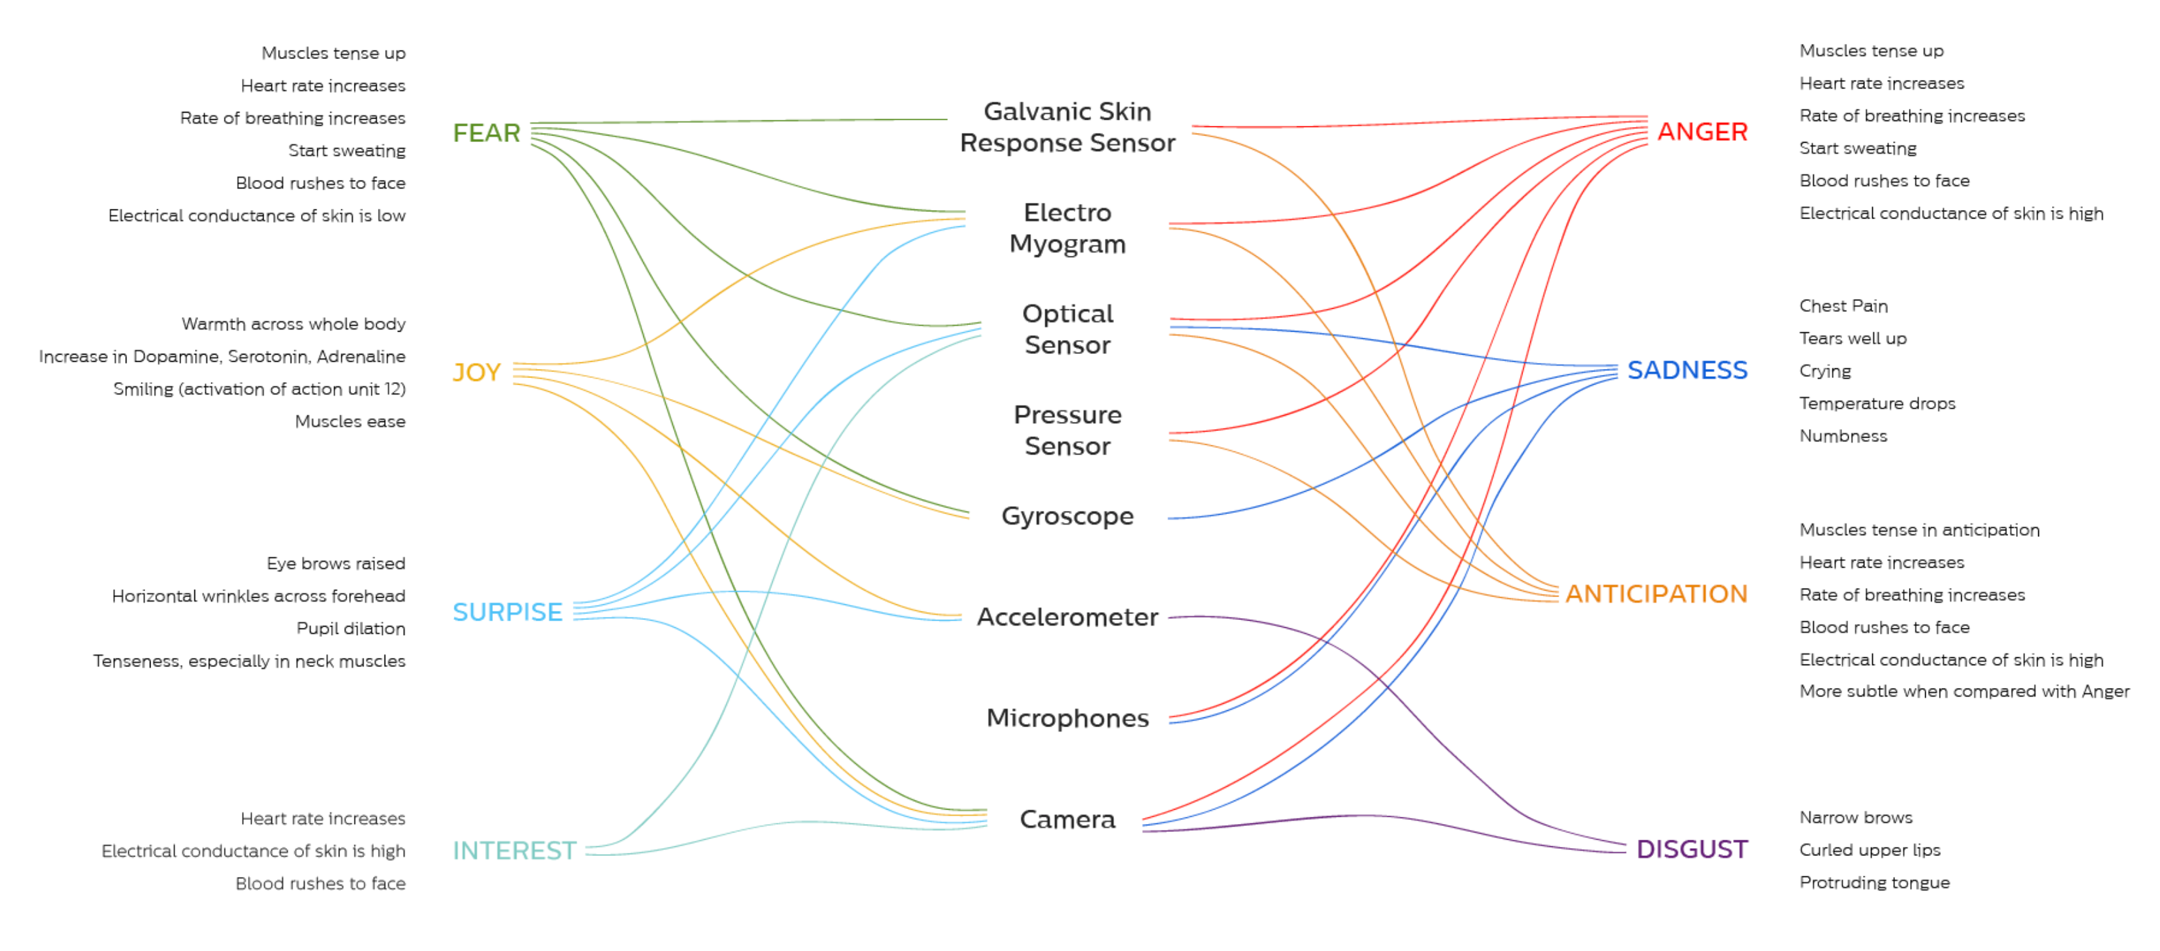 Muscles tense up
Heart rate increases
Rate of breathing increases
Start sweating
Blood rushes to face
Electrical conductance of skin is low
FEAR
Warmth across whole body
Increase in Dopamine, Serotonin, Adrenaline
Smiling (activation of action unit 12)
Muscles ease
JOY
Eye brows raised
Horizontal wrinkles across forehead
Pupil dilation
Tenseness, especially in neck muscles
SURPISE
Heart rate increases
Electrical conductance of skin is high
Blood rushes to face
INTEREST
Galvanic Skin
Response Sensor
Electro
Myogram
Optical
Sensor
Pressure
Sensor
Gyroscope
Accelerometer
Microphones
Camera
ANGER
Muscles tense up
Heart rate increases
Rate of breathing increases
Start sweating
Blood rushes to face
Electrical conductance of skin is high
SADNESS
Chest Pain
Tears well up
Crying
Temperature drops
Numbness
ANTICIPATION
Muscles tense in anticipation
Heart rate increases
Rate of breathing increases
Blood rushes to face
Electrical conductance of skin is high
More subtle when compared with Anger
DISGUST
Narrow brows
Curled upper lips
Protruding tongue